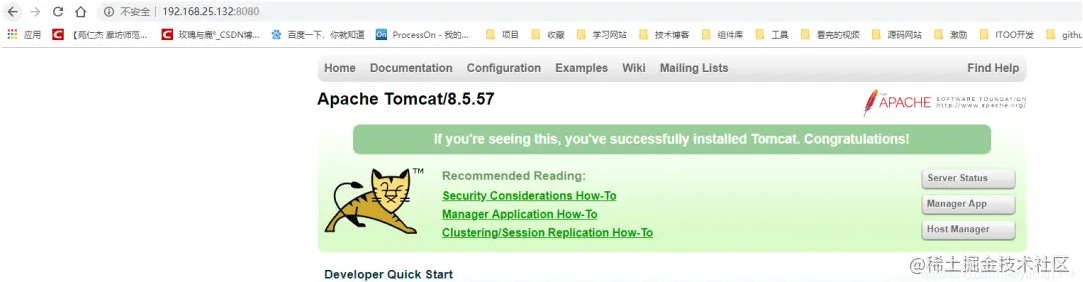 不安全 | 192.168.25.132:8080
应用 【苑仁杰 廊坊师范... 玫瑰与鹿°_CSDN博... 百度一下，你就知道 On ProcessOn - 我的... 项目 收藏 学习网站 技术博客 组件库 工具 看完的视频 源码网站 激励 ITOO开发 githu
Home Documentation Configuration Examples Wiki Mailing Lists Find Help
Apache Tomcat/8.5.57
APACHE SOFTWARE FOUNDATION
http://www.apache.org/
If you're seeing this, you've successfully installed Tomcat. Congratulations!
TM
Recommended Reading:
Security Considerations How-To
Manager Application How-To
Clustering/Session Replication How-To
Server Status
Manager App
Host Manager
Developer Quick Start
@稀土掘金技术社区